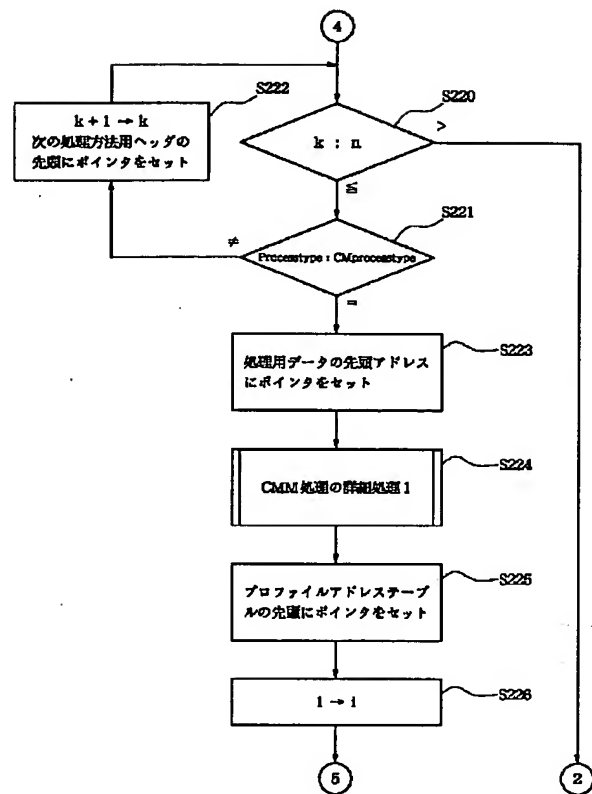 4
S222
k + 1 → k
次の処理方法用ヘッダの
先頭にポインタをセット
S220
k : n
>
≦
S221
≠
Processtype : CMprocesstype
=
S223
処理用データの先頭アドレス
にポインタをセット
S224
CMM 処理の詳細処理 1
S225
プロファイルアドレステーブ
ルの先頭にポインタをセット
S226
1 → i
5
2